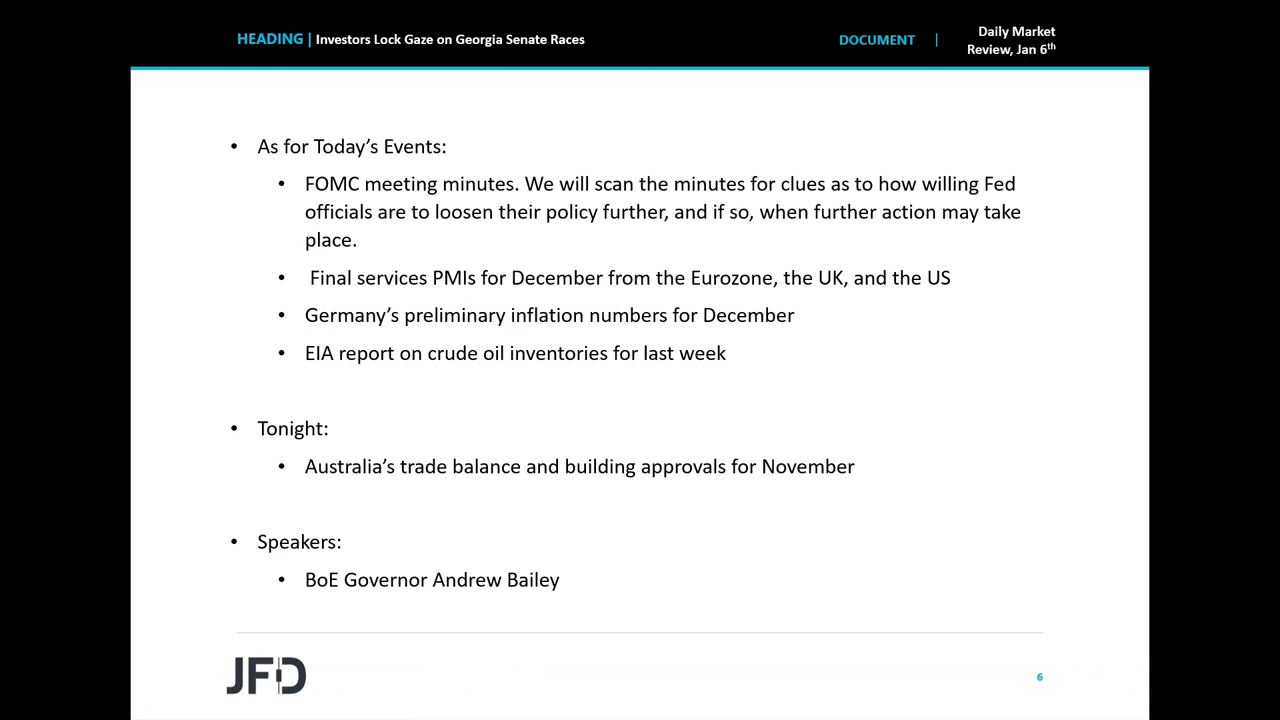 HEADING | Investors Lock Gaze on Georgia Senate Races
DOCUMENT |
Daily Market
Review, Jan 6th
• As for Today’s Events:
• FOMC meeting minutes. We will scan the minutes for clues as to how willing Fed
officials are to loosen their policy further, and if so, when further action may take
place.
• Final services PMIs for December from the Eurozone, the UK, and the US
• Germany’s preliminary inflation numbers for December
• EIA report on crude oil inventories for last week
• Tonight:
• Australia’s trade balance and building approvals for November
• Speakers:
• BoE Governor Andrew Bailey
JFD
6